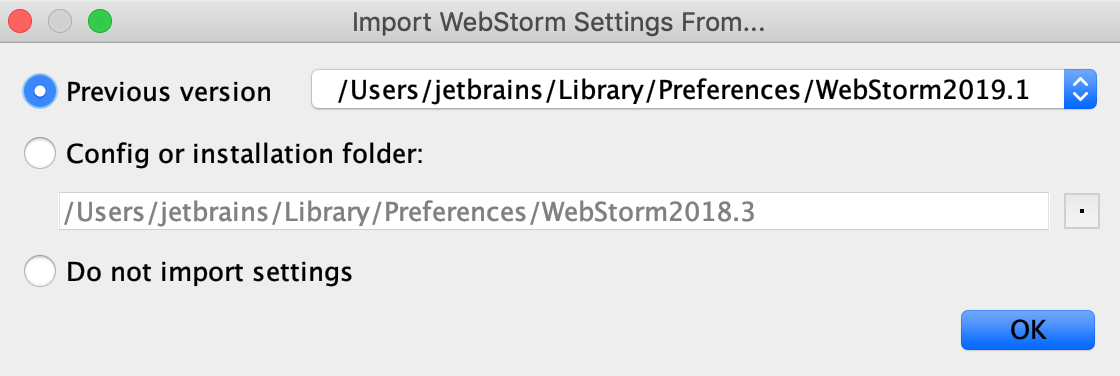 Import WebStorm Settings From...
Previous version /Users/jetbrains/Library/Preferences/WebStorm2019.1
Config or installation folder:
/Users/jetbrains/Library/Preferences/WebStorm2018.3 .
Do not import settings
OK